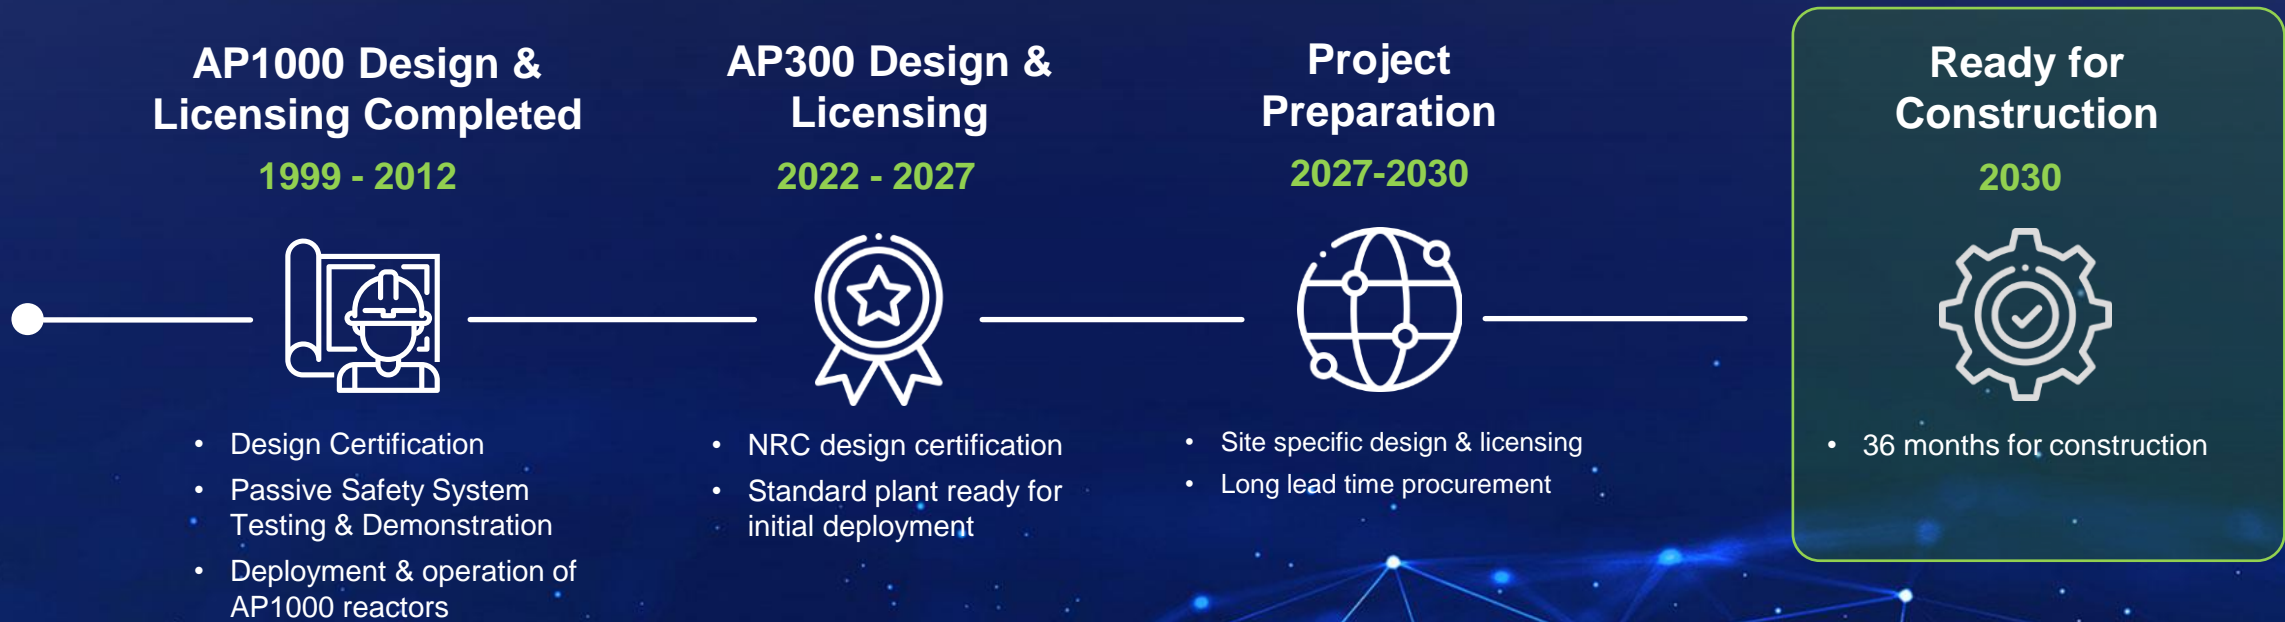 AP1000 Design &
Licensing Completed
1999 - 2012
• Design Certification
• Passive Safety System
Testing & Demonstration
• Deployment & operation of
AP1000 reactors
AP300 Design &
Licensing
2022 - 2027
• NRC design certification
• Standard plant ready for
initial deployment
Project
Preparation
2027-2030
• Site specific design & licensing
• Long lead time procurement
Ready for
Construction
2030
• 36 months for construction